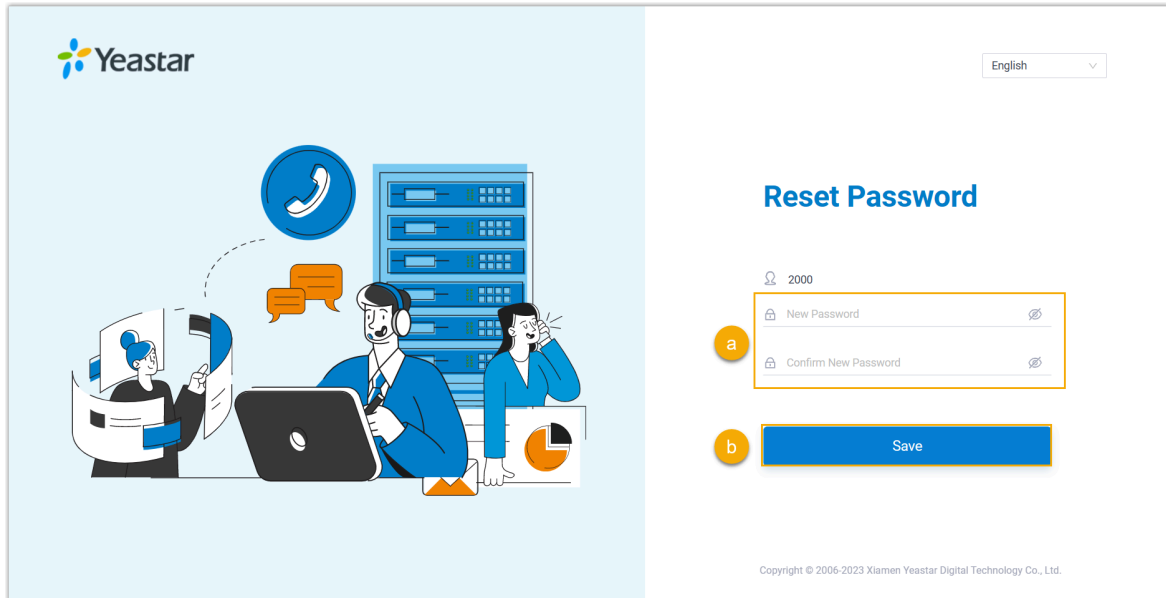 Yeastar
English
Reset Password
2000
New Password
a
Confirm New Password
b
Save
Copyright © 2006-2023 Xiamen Yeastar Digital Technology Co., Ltd.